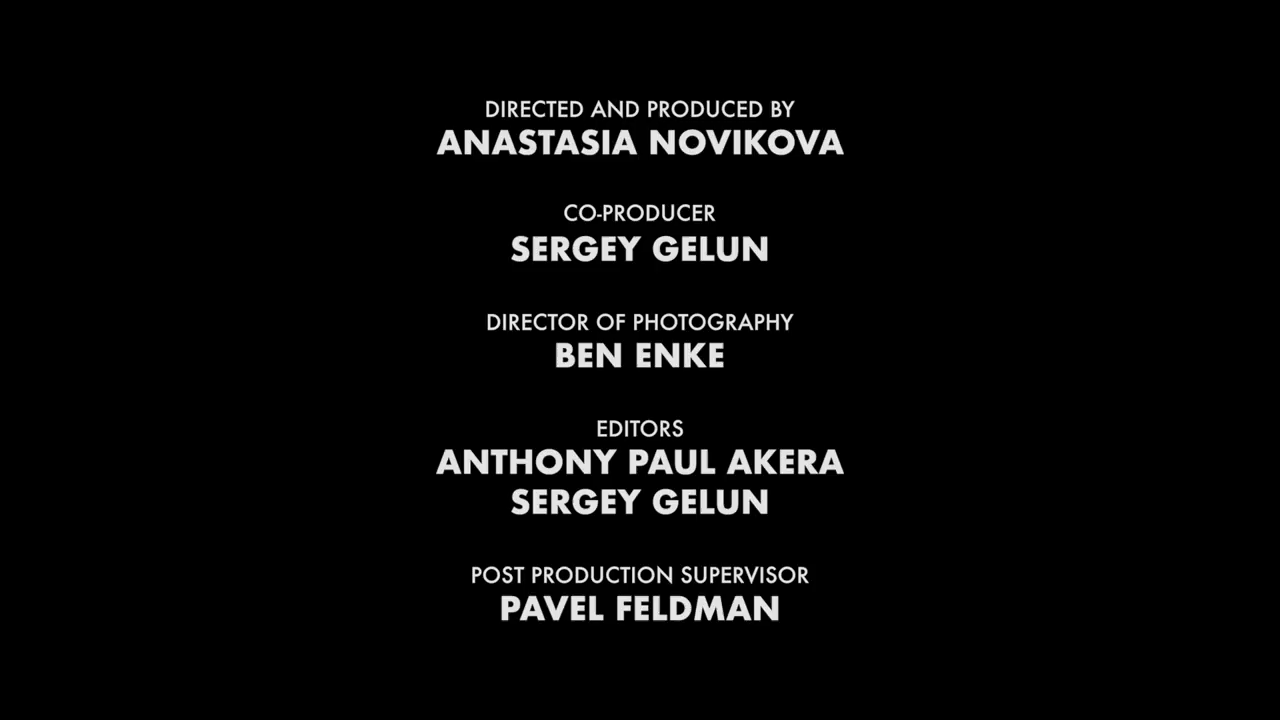 DIRECTED AND PRODUCED BY
ANASTASIA NOVIKOVA
CO-PRODUCER
SERGEY GELUN
DIRECTOR OF PHOTOGRAPHY
BEN ENKE
EDITORS
ANTHONY PAUL AKERA
SERGEY GELUN
POST PRODUCTION SUPERVISOR
PAVEL FELDMAN